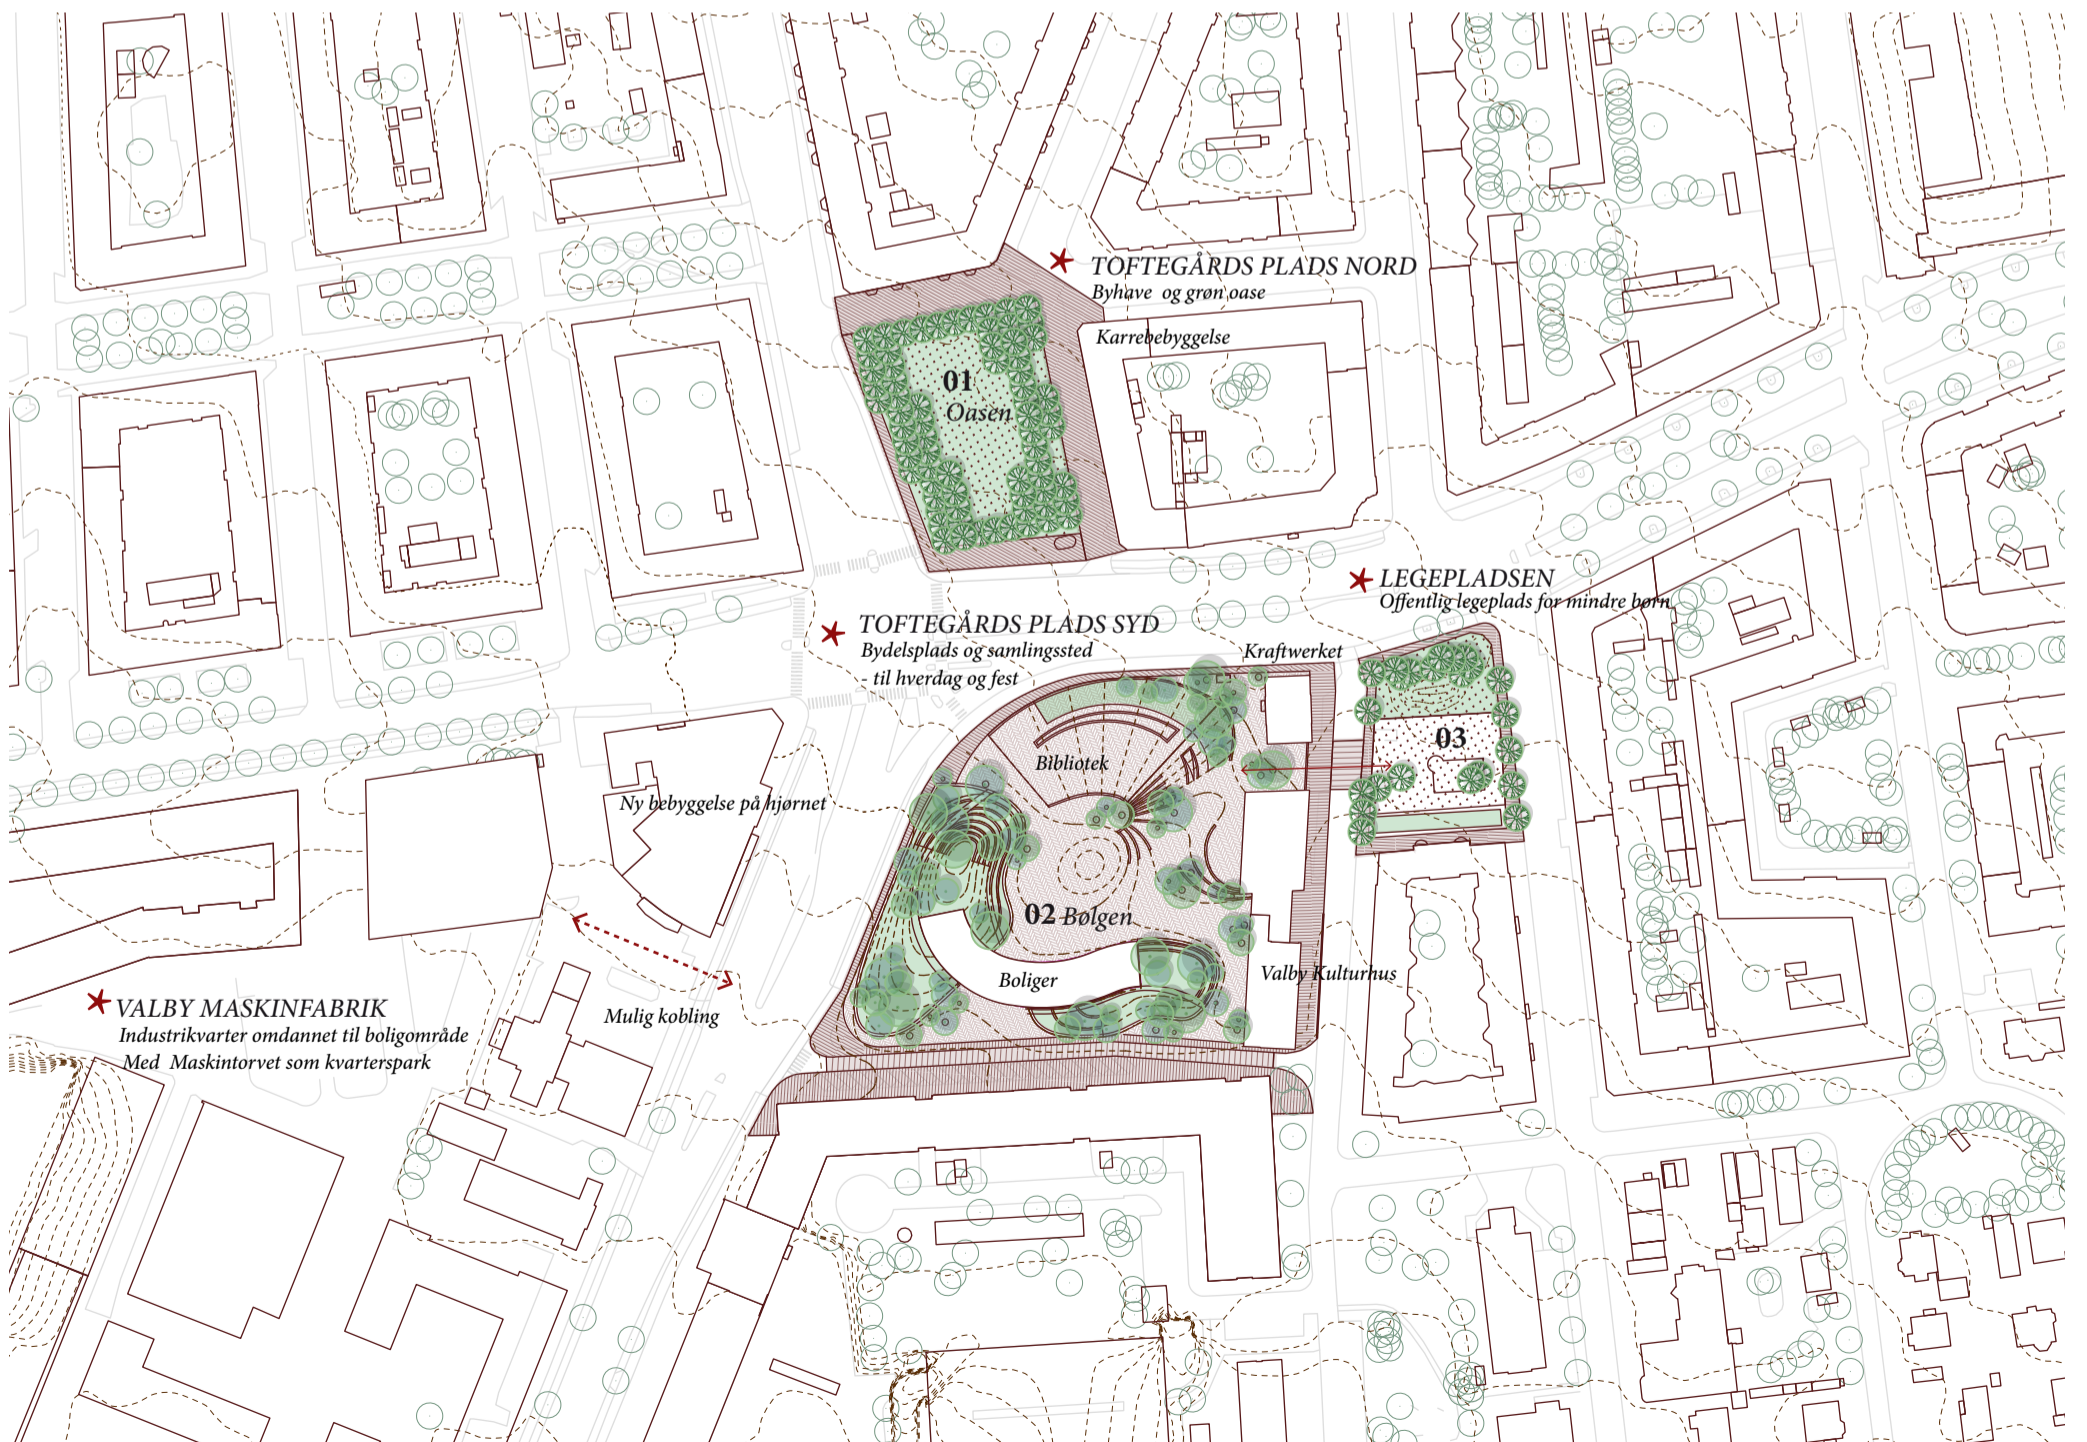 TOFTEGÅRDS PLADS NORD
Byhave og grøn oase
Karrebebyggelse
01
Oasen
LEGEPLADSEN
Offentlig legeplads for mindre børn
TOFTEGÅRDS PLADS SYD
Bydelsplads og samlingssted
- til hverdag og fest
Kraftwerket
03
Bibliotek
Ny bebyggelse på hjørnet
02 Bølgen
Boliger
Valby Kulturhus
Mulig kobling
VALBY MASKINFABRIK
Industrikvarter omdannet til boligområde
Med Maskintorvet som kvarterspark